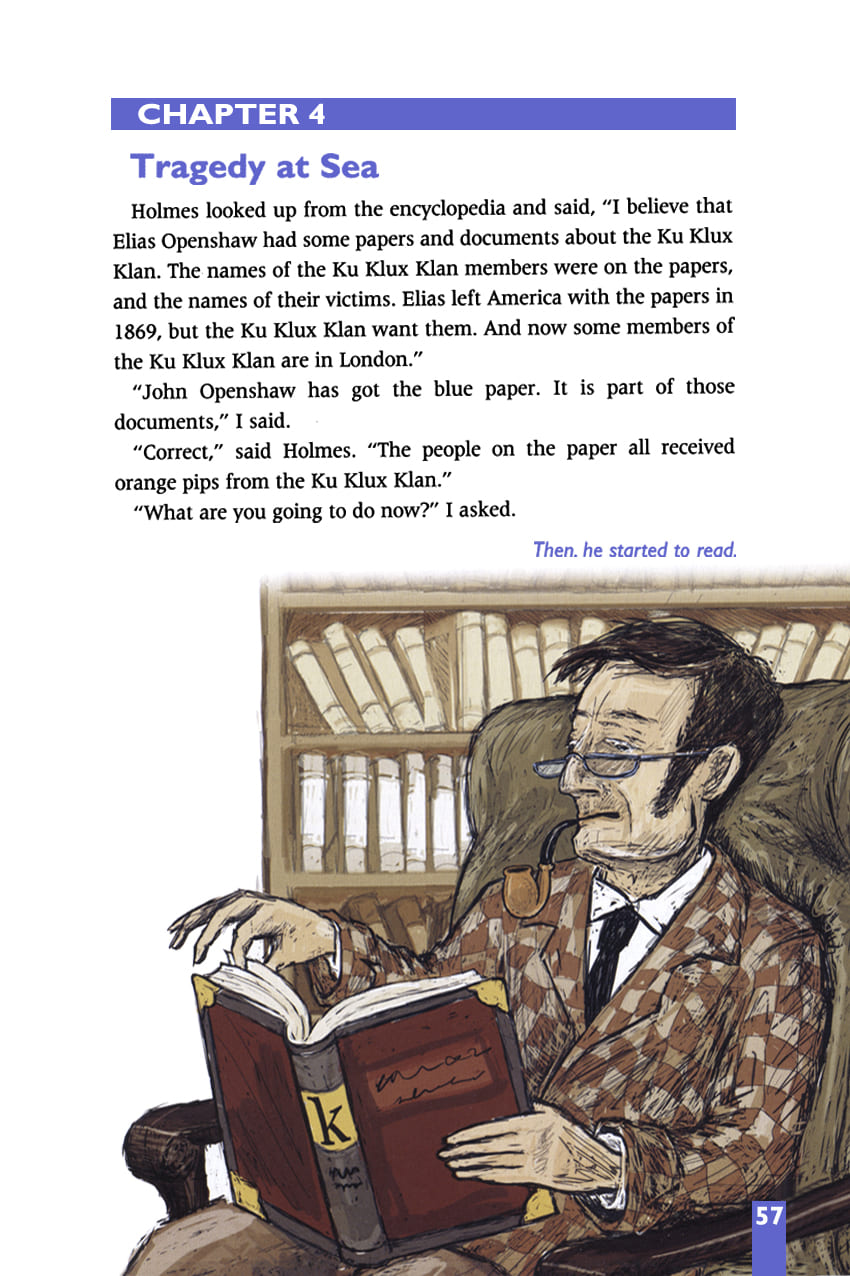 CHAPTER 4
Tragedy at Sea
Holmes looked up from the encyclopedia and said, “I believe that
Elias Openshaw had some papers and documents about the Ku Klux
Klan. The names of the Ku Klux Klan members were on the papers,
and the names of their victims. Elias left America with the papers in
1869, but the Ku Klux Klan want them. And now some members of
the Ku Klux Klan are in London.”
“John Openshaw has got the blue paper. It is part of those
documents,” I said.
“Correct,” said Holmes. “The people on the paper all received
orange pips from the Ku Klux Klan.”
“What are you going to do now?” I asked.
Then. he started to read.
k
57